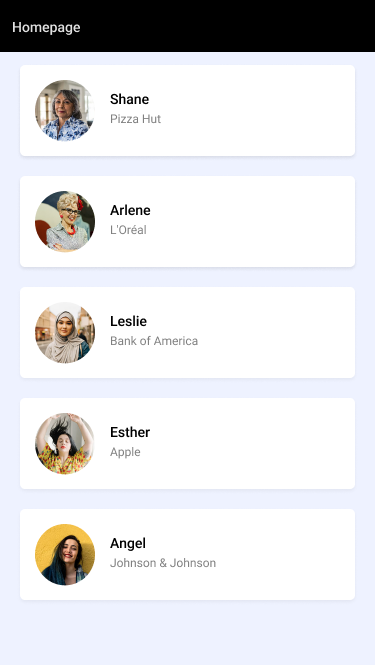 Homepage
Shane
Pizza Hut
Arlene
L'Oréal
Leslie
Bank of America
Esther
Apple
Angel
Johnson & Johnson